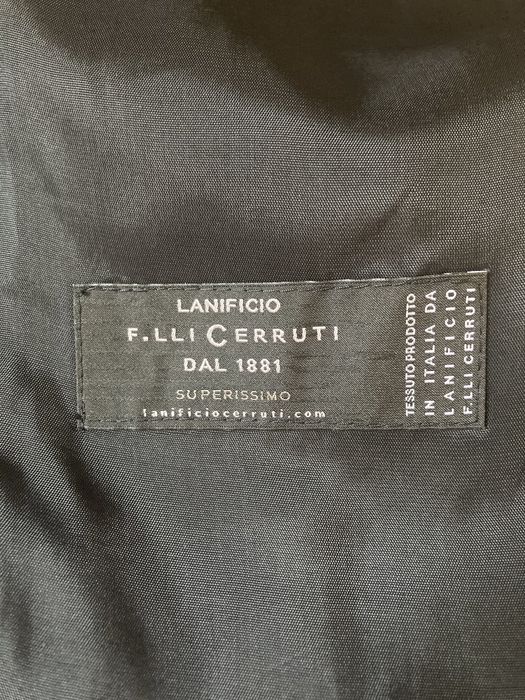 LANIFICIO
F.LLI CERRUTI
DAL 1881
SUPERISSIMO
lanificiocerruti.com
TESSUTO PRODOTTO
IN ITALIA DA
LANIFICIO
F.LLI CERRUTI